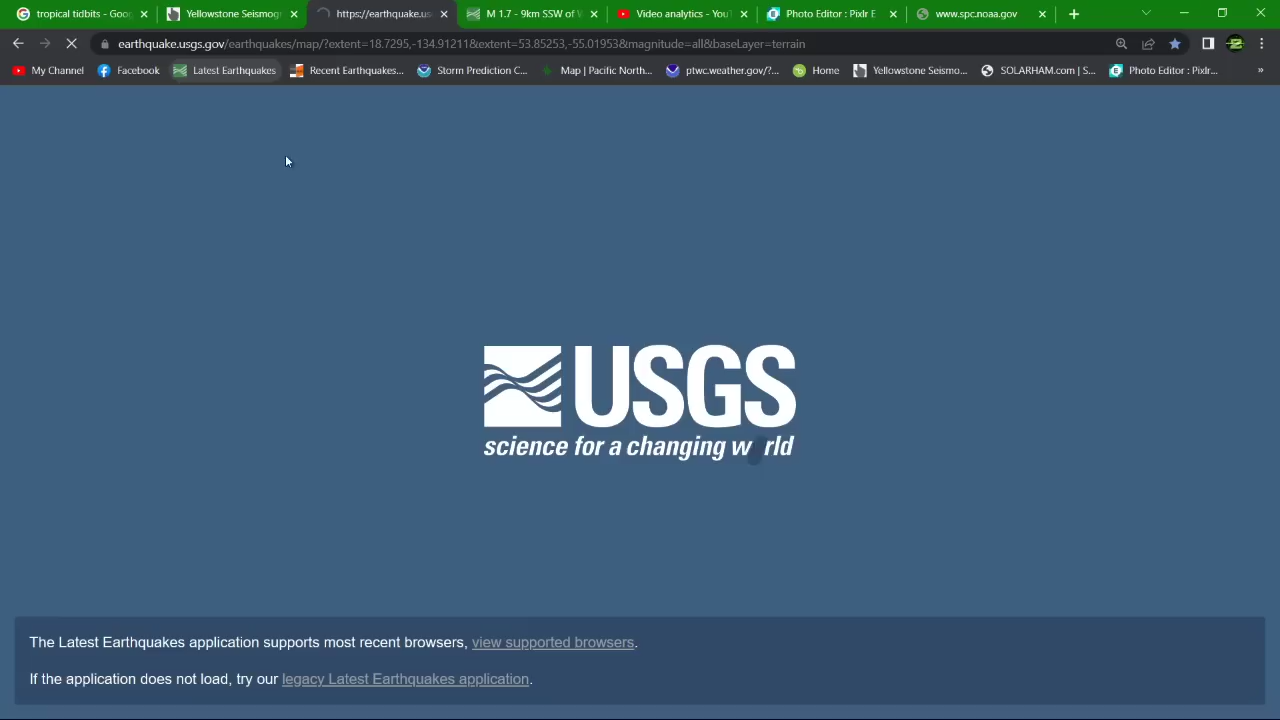 tropical tidbits - Goo
Yellowstone Seismog
https://earthquake.us
M 1.7 - 9km SSW of
Video analytics - YouT
Photo Editor : Pixlr E
www.spc.noaa.gov
earthquake.usgs.gov/earthquakes/map/?extent=18.7295,-134.91211&extent=53.85253,-55.01953&magnitude=all&baseLayer=terrain
My Channel
Facebook
Latest Earthquakes
Recent Earthquakes...
Storm Prediction C...
Map | Pacific North...
ptwc.weather.gov/?...
Home
Yellowstone Seismo...
SOLARHAM.com | S...
Photo Editor : Pixlr...
USGS
science for a changing w rld
The Latest Earthquakes application supports most recent browsers, view supported browsers.
If the application does not load, try our legacy Latest Earthquakes application.